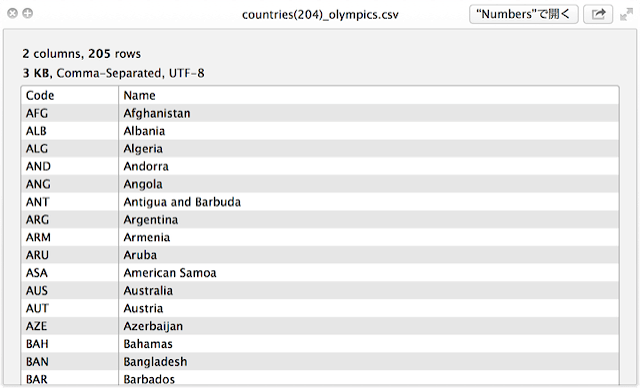 countries(204)_olympics.csv
"Numbers"で開く
2 columns, 205 rows
3 KB, Comma-Separated, UTF-8
Code Name
AFG Afghanistan
ALB Albania
ALG Algeria
AND Andorra
ANG Angola
ANT Antigua and Barbuda
ARG Argentina
ARM Armenia
ARU Aruba
ASA American Samoa
AUS Australia
AUT Austria
AZE Azerbaijan
BAH Bahamas
BAN Bangladesh
BAR Barbados